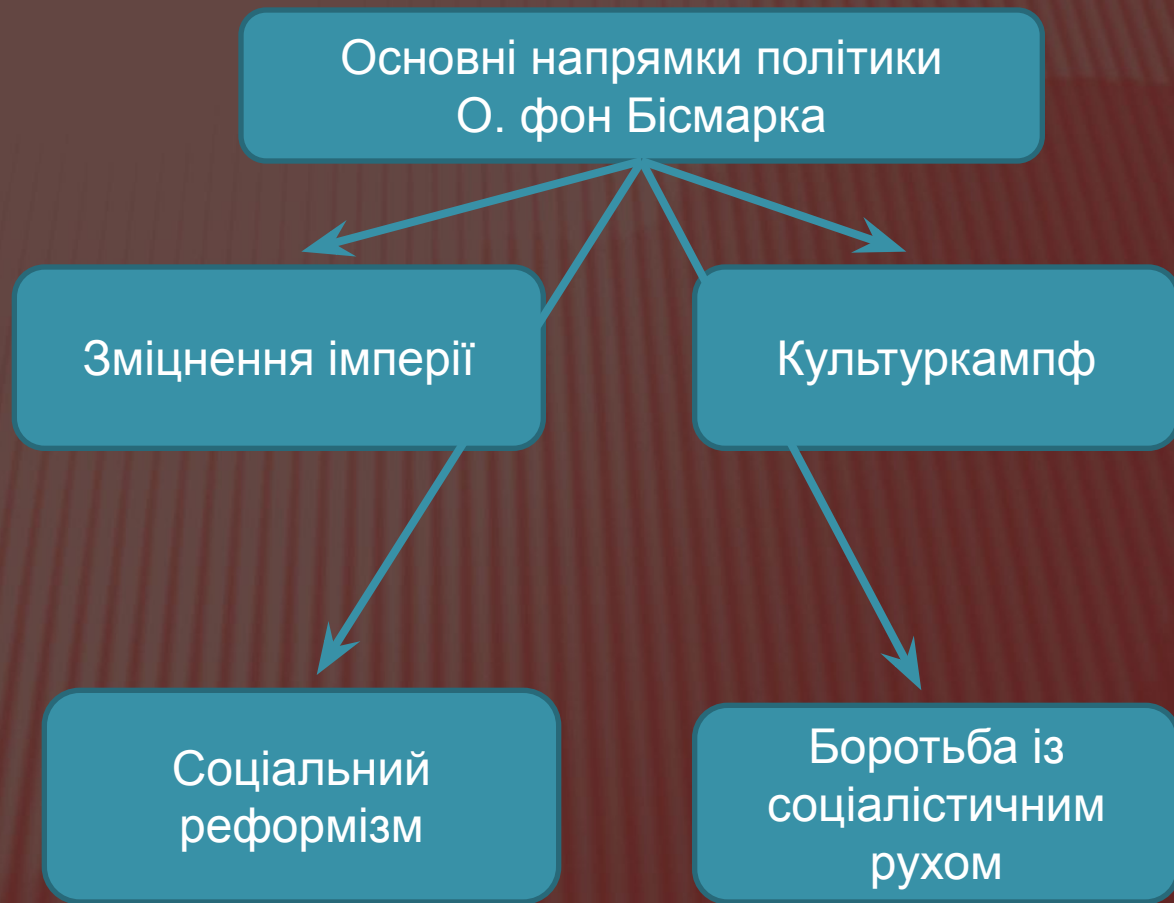 Основні напрямки політики
О. фон Бісмарка
Зміцнення імперії
Культуркампф
Соціальний
реформізм
Боротьба із
соціалістичним
рухом